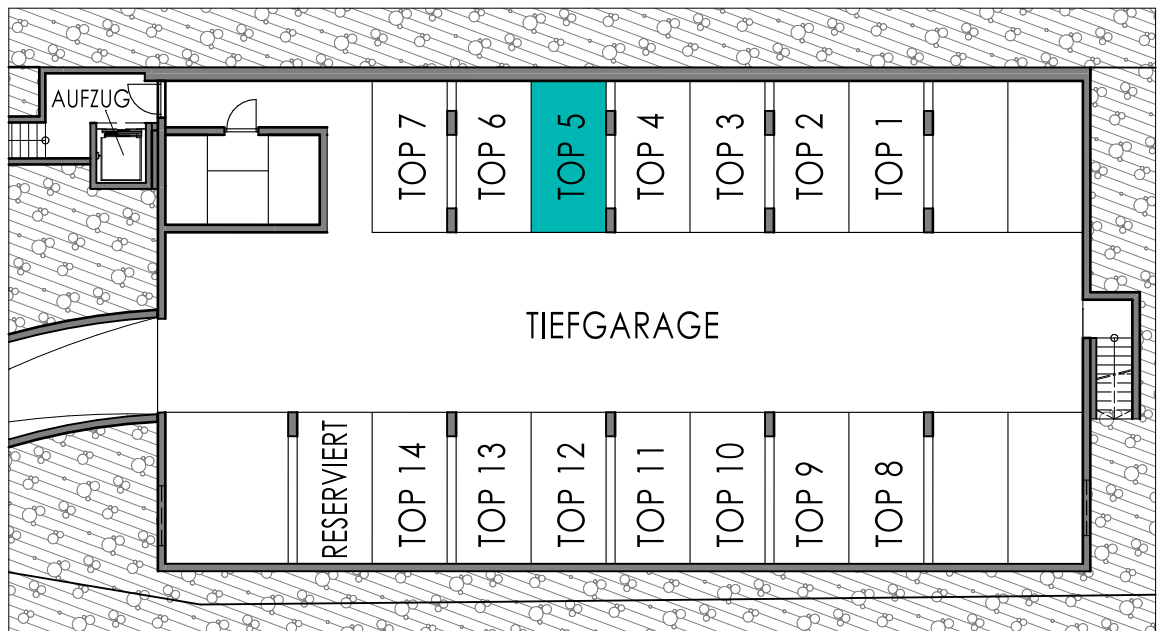 AUFZUG
TOP 7
TOP 6
TOP 5
TOP 4
TOP 3
TOP 2
TOP 1
TIEFGARAGE
RESERVIERT
TOP 14
TOP 13
TOP 12
TOP 11
TOP 10
TOP 9
TOP 8